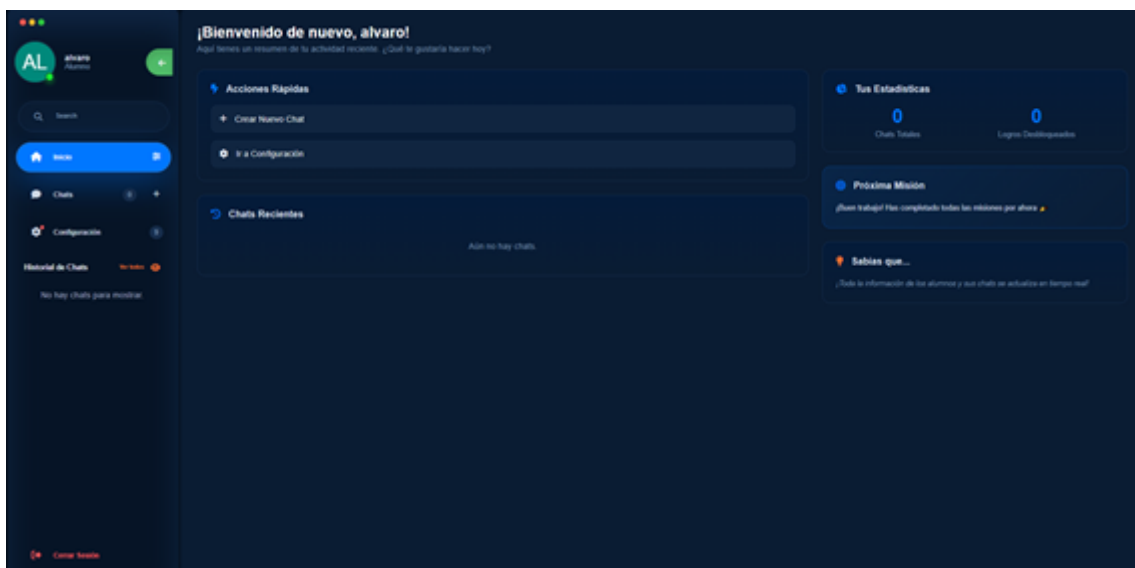 AL
alvaro
Alumno
Search
Inicio
Chats
0
+
Configuración
Historial de Chats
Ver todos
No hay chats para mostrar.
Cerrar Sesión
¡Bienvenido de nuevo, alvaro!
Aquí tienes un resumen de tu actividad reciente. ¿Qué te gustaría hacer hoy?
Acciones Rápidas
+ Crear Nuevo Chat
Ir a Configuración
Chats Recientes
Aún no hay chats.
Tus Estadísticas
0
Chats Totales
0
Logros Desbloqueados
Próxima Misión
¡Buen trabajo! Has completado todas las misiones por ahora
Sabías que...
¡Toda la información de los alumnos y sus chats se actualiza en tiempo real!